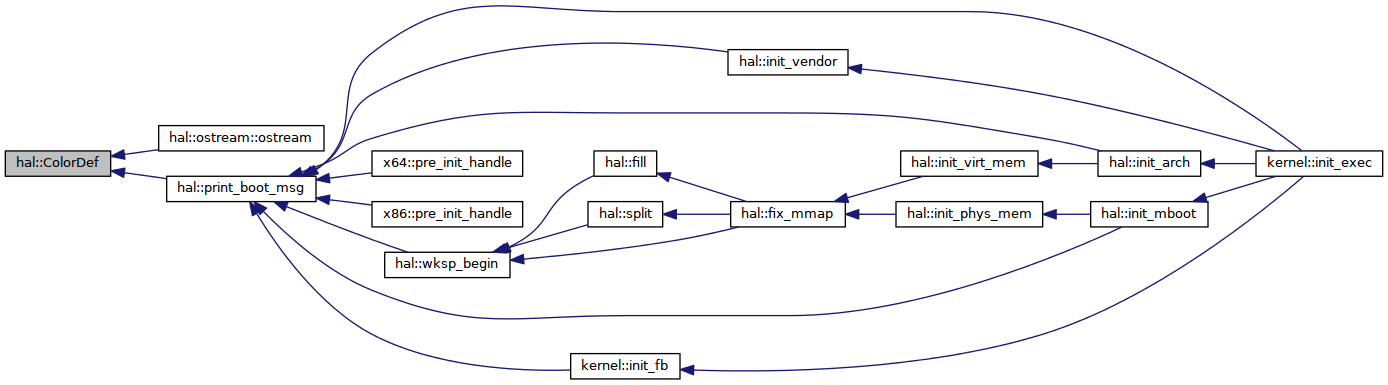 hal::ColorDef
hal::ostream::ostream
hal::print_boot_msg
x64::pre_init_handle
x86::pre_init_handle
hal::wksp_begin
hal::fill
hal::split
kernel::init_fb
hal::init_vendor
hal::fix_mmap
hal::init_virt_mem
hal::init_phys_mem
hal::init_arch
hal::init_mboot
kernel::init_exec